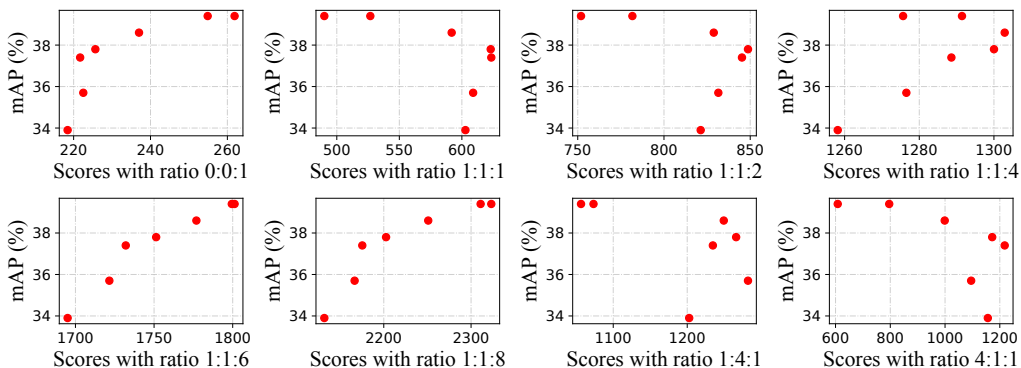 mAP (%)
38
36
34
220 240 260
Scores with ratio 0:0:1
mAP (%)
38
36
34
500 550 600
Scores with ratio 1:1:1
mAP (%)
38
36
34
750 800 850
Scores with ratio 1:1:2
mAP (%)
38
36
34
1260 1280 1300
Scores with ratio 1:1:4
mAP (%)
38
36
34
1700 1750 1800
Scores with ratio 1:1:6
mAP (%)
38
36
34
2200 2300
Scores with ratio 1:1:8
mAP (%)
38
36
34
1100 1200
Scores with ratio 1:4:1
mAP (%)
38
36
34
600 800 1000 1200
Scores with ratio 4:1:1